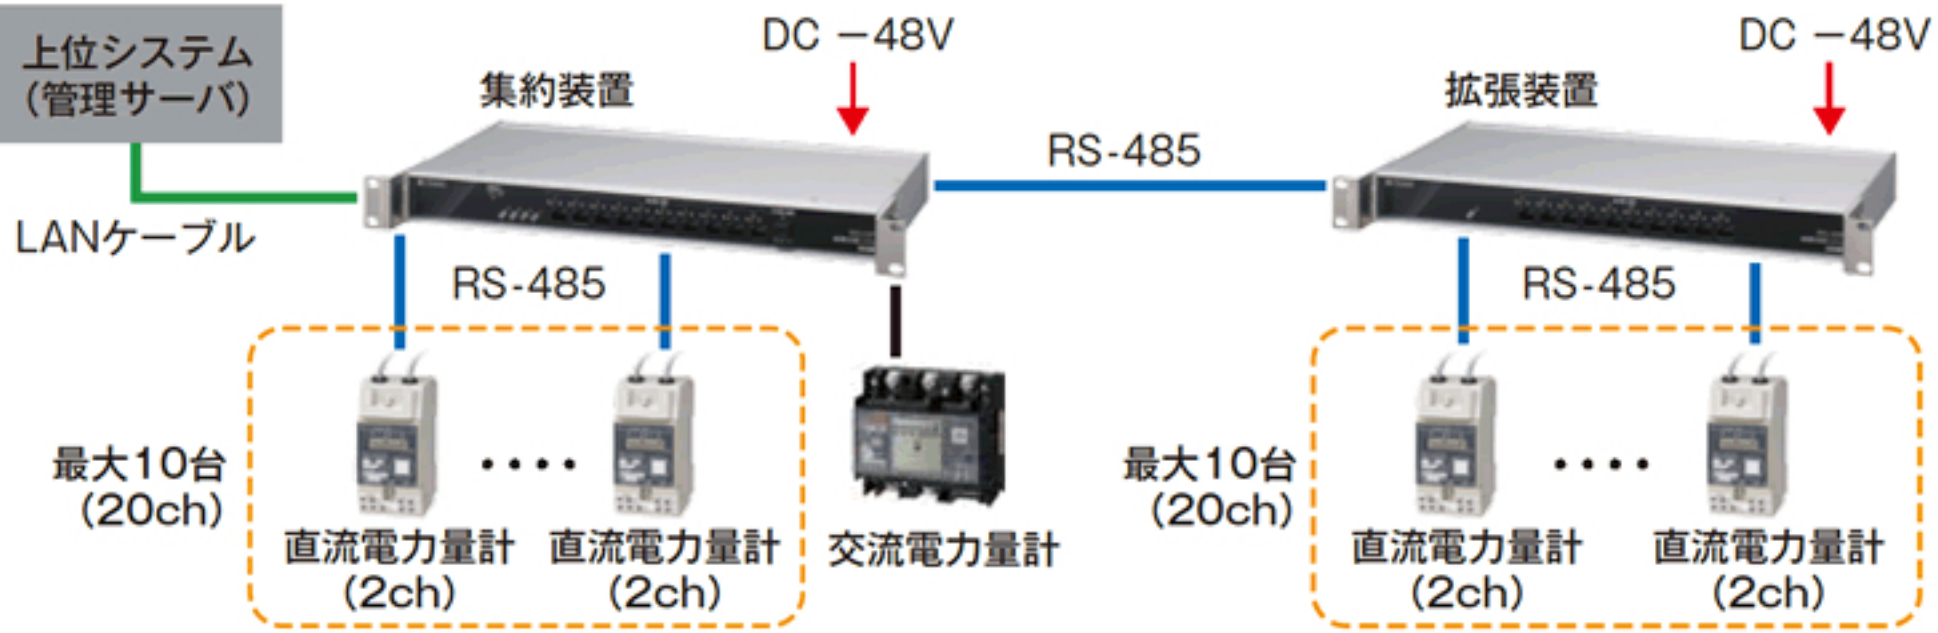 上位システム
(管理サーバ)
LANケーブル
集約装置
DC －48V
RS-485
拡張装置
DC －48V
RS-485
RS-485
最大10台
(20ch)
直流電力量計
(2ch)
直流電力量計
(2ch)
交流電力量計
最大10台
(20ch)
直流電力量計
(2ch)
直流電力量計
(2ch)